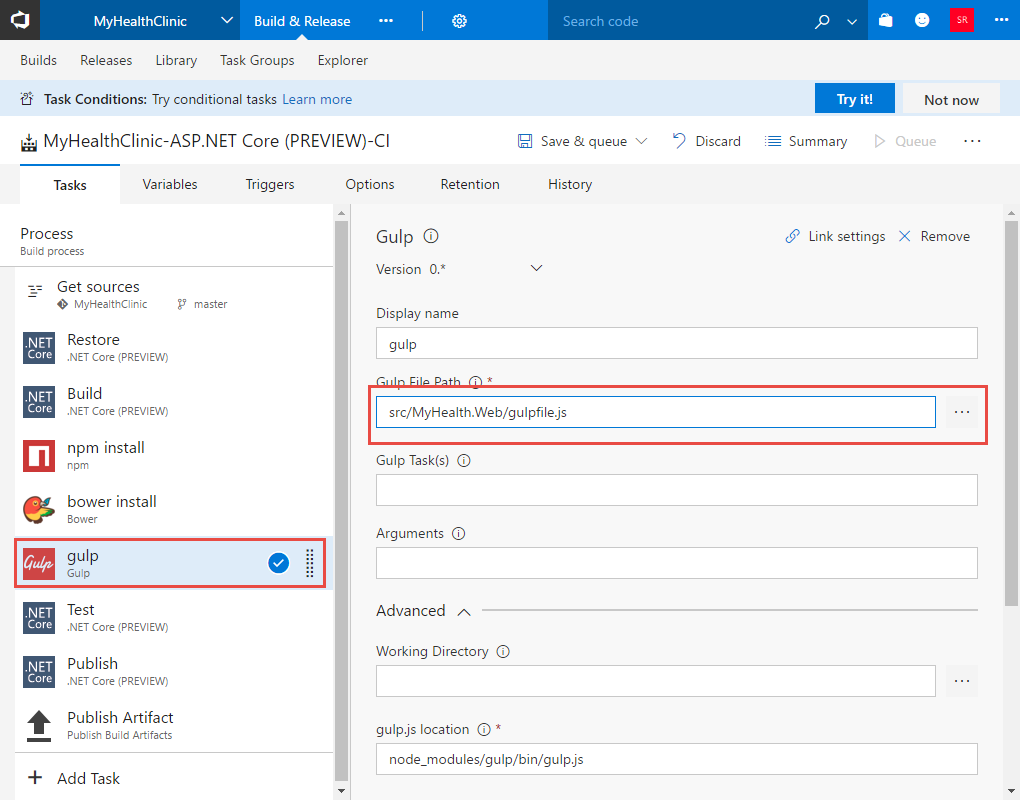 MyHealthClinic
Build & Release
Search code
SR
Builds
Releases
Library
Task Groups
Explorer
Task Conditions: Try conditional tasks Learn more
Try it!
Not now
MyHealthClinic-ASP.NET Core (PREVIEW)-CI
Save & queue
Discard
Summary
Queue
Tasks
Variables
Triggers
Options
Retention
History
Process
Build process
Get sources
MyHealthClinic
master
.NET
Core
Restore
.NET Core (PREVIEW)
.NET
Core
Build
.NET Core (PREVIEW)
npm install
npm
bower install
Bower
Gulp
gulp
Gulp
.NET
Core
Test
.NET Core (PREVIEW)
.NET
Core
Publish
.NET Core (PREVIEW)
Publish Artifact
Publish Build Artifacts
+ Add Task
Gulp
Link settings
Remove
Version 0.*
Display name
gulp
Gulp File Path *
src/MyHealth.Web/gulpfile.js
Gulp Task(s)
Arguments
Advanced
Working Directory
gulp.js location *
node_modules/gulp/bin/gulp.js